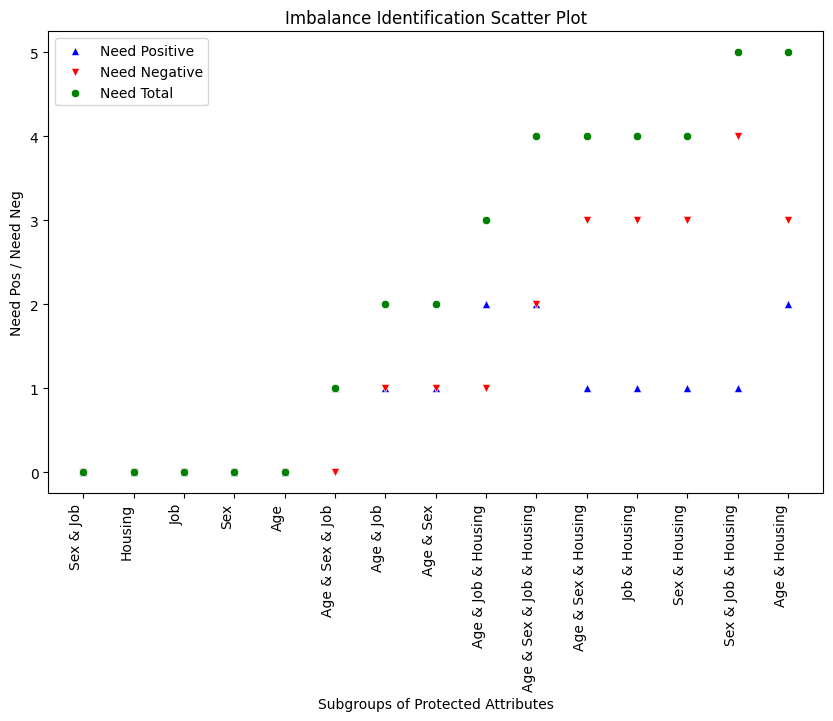 Imbalance Identification Scatter Plot
Need Positive
Need Negative
Need Total
Need Pos / Need Neg
5
4
3
2
1
0
Sex & Job
Housing
Job
Sex
Age
Age & Sex & Job
Age & Job
Age & Sex
Age & Job & Housing
Age & Sex & Job & Housing
Age & Sex & Housing
Job & Housing
Sex & Housing
Sex & Job & Housing
Age & Housing
Subgroups of Protected Attributes